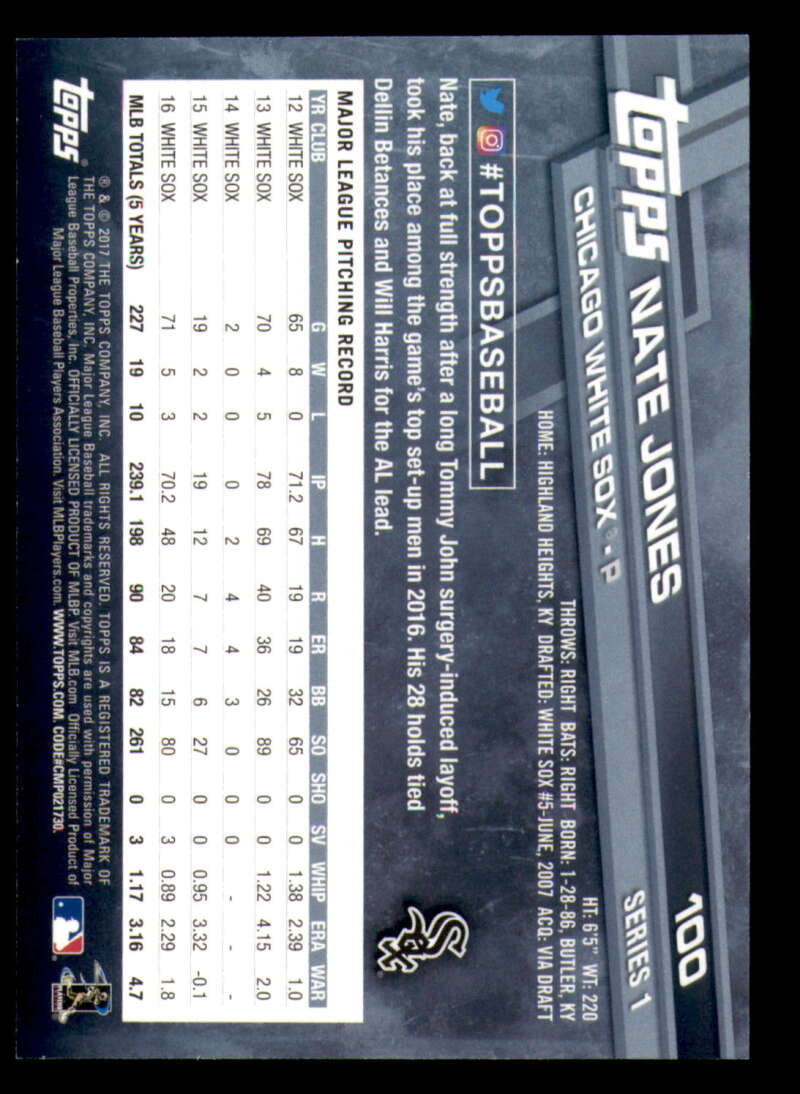 topps NATE JONES 100
CHICAGO WHITE SOX® • P SERIES 1
HT: 6'5" WT: 220
THROWS: RIGHT BATS: RIGHT BORN: 1-28-86, BUTLER, KY
HOME: HIGHLAND HEIGHTS, KY DRAFTED: WHITE SOX #5-JUNE, 2007 ACQ: VIA DRAFT
#TOPPSBASEBALL
Sox
Nate, back at full strength after a long Tommy John surgery-induced layoff,
took his place among the game's top set-up men in 2016. His 28 holds tied
Dellin Betances and Will Harris for the AL lead.
MAJOR LEAGUE PITCHING RECORD
YR CLUB G W L IP H R ER BB SO SHO SV WHIP ERA WAR
12 WHITE SOX 65 8 0 71.2 67 19 19 32 65 0 0 1.38 2.39 1.0
13 WHITE SOX 70 4 5 78 69 40 36 26 89 0 0 1.22 4.15 2.0
14 WHITE SOX 2 0 0 0 2 4 4 3 0 0 0 - - -
15 WHITE SOX 19 2 2 19 12 7 7 6 27 0 0 0.95 3.32 -0.1
16 WHITE SOX 71 5 3 70.2 48 20 18 15 80 0 3 0.89 2.29 1.8
MLB TOTALS (5 YEARS) 227 19 10 239.1 198 90 84 82 261 0 3 1.17 3.16 4.7
topps®
® & © 2017 THE TOPPS COMPANY, INC. ALL RIGHTS RESERVED. TOPPS IS A REGISTERED TRADEMARK OF
THE TOPPS COMPANY, INC. Major League Baseball trademarks and copyrights are used with permission of Major
League Baseball Properties, Inc. OFFICIALLY LICENSED PRODUCT OF MLBP. Visit MLB.com Officially Licensed Product of
Major League Baseball Players Association. Visit MLBPlayers.com. WWW.TOPPS.COM. CODE#CMP021730.